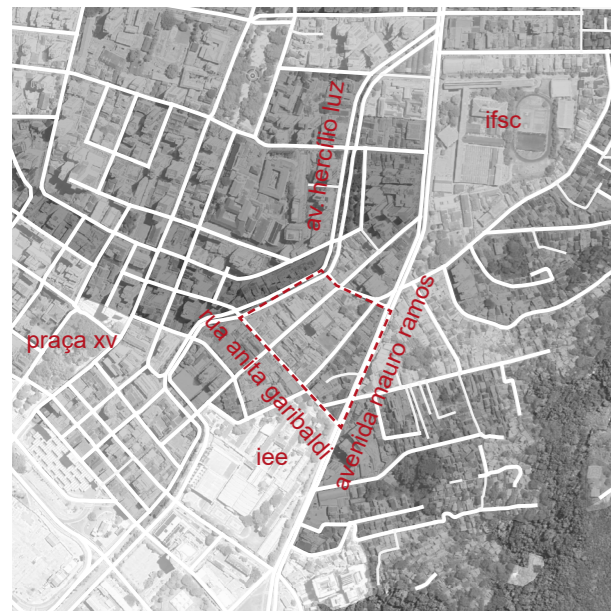 av. hercílio luz
ifsc
praça xv
rua anita garibaldi
avenida mauro ramos
iee